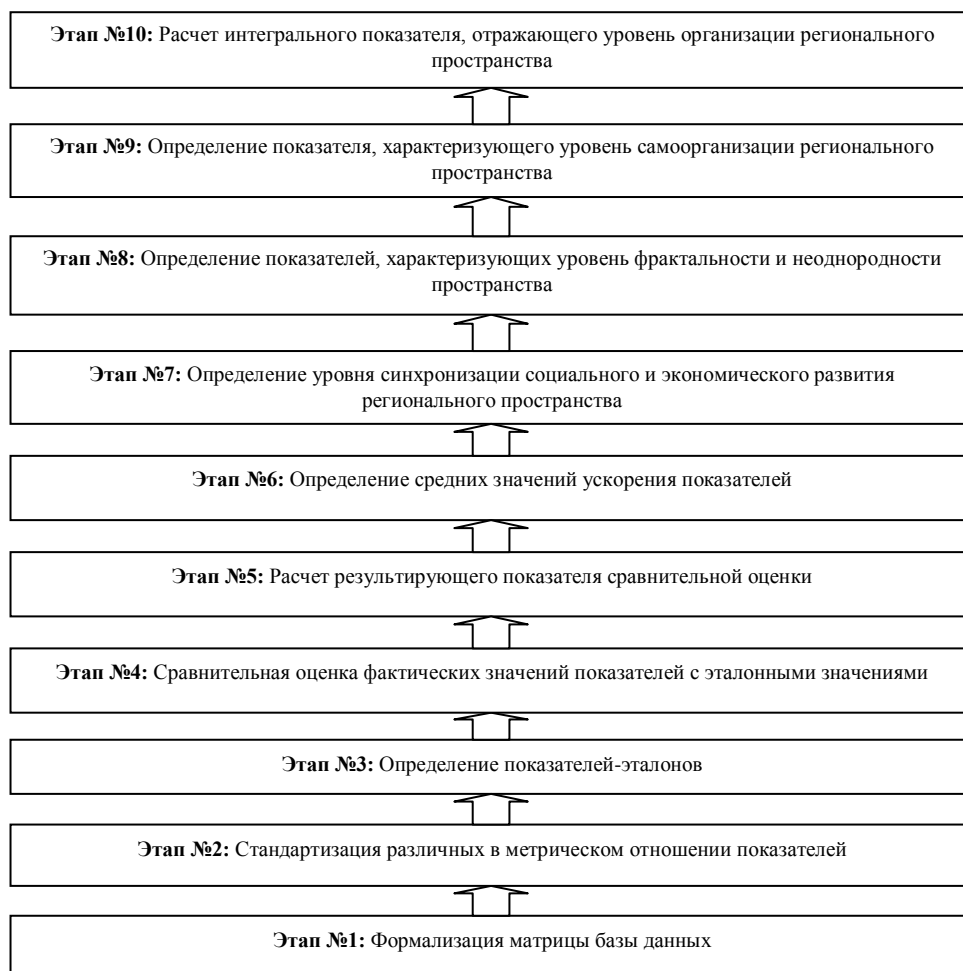 Этап №10: Расчет интегрального показателя, отражающего уровень организации регионального
пространства
Этап №9: Определение показателя, характеризующего уровень самоорганизации регионального
пространства
Этап №8: Определение показателей, характеризующих уровень фрактальности и неоднородности
пространства
Этап №7: Определение уровня синхронизации социального и экономического развития
регионального пространства
Этап №6: Определение средних значений ускорения показателей
Этап №5: Расчет результирующего показателя сравнительной оценки
Этап №4: Сравнительная оценка фактических значений показателей с эталонными значениями
Этап №3: Определение показателей-эталонов
Этап №2: Стандартизация различных в метрическом отношении показателей
Этап №1: Формализация матрицы базы данных